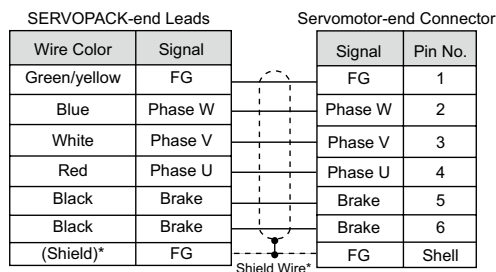 SERVOPACK-end Leads Servomotor-end Connector
Wire Color Signal Signal Pin No.
Green/yellow FG FG 1
Blue Phase W Phase W 2
White Phase V Phase V 3
Red Phase U Phase U 4
Black Brake Brake 5
Black Brake Brake 6
(Shield)* FG FG Shell
Shield Wire*